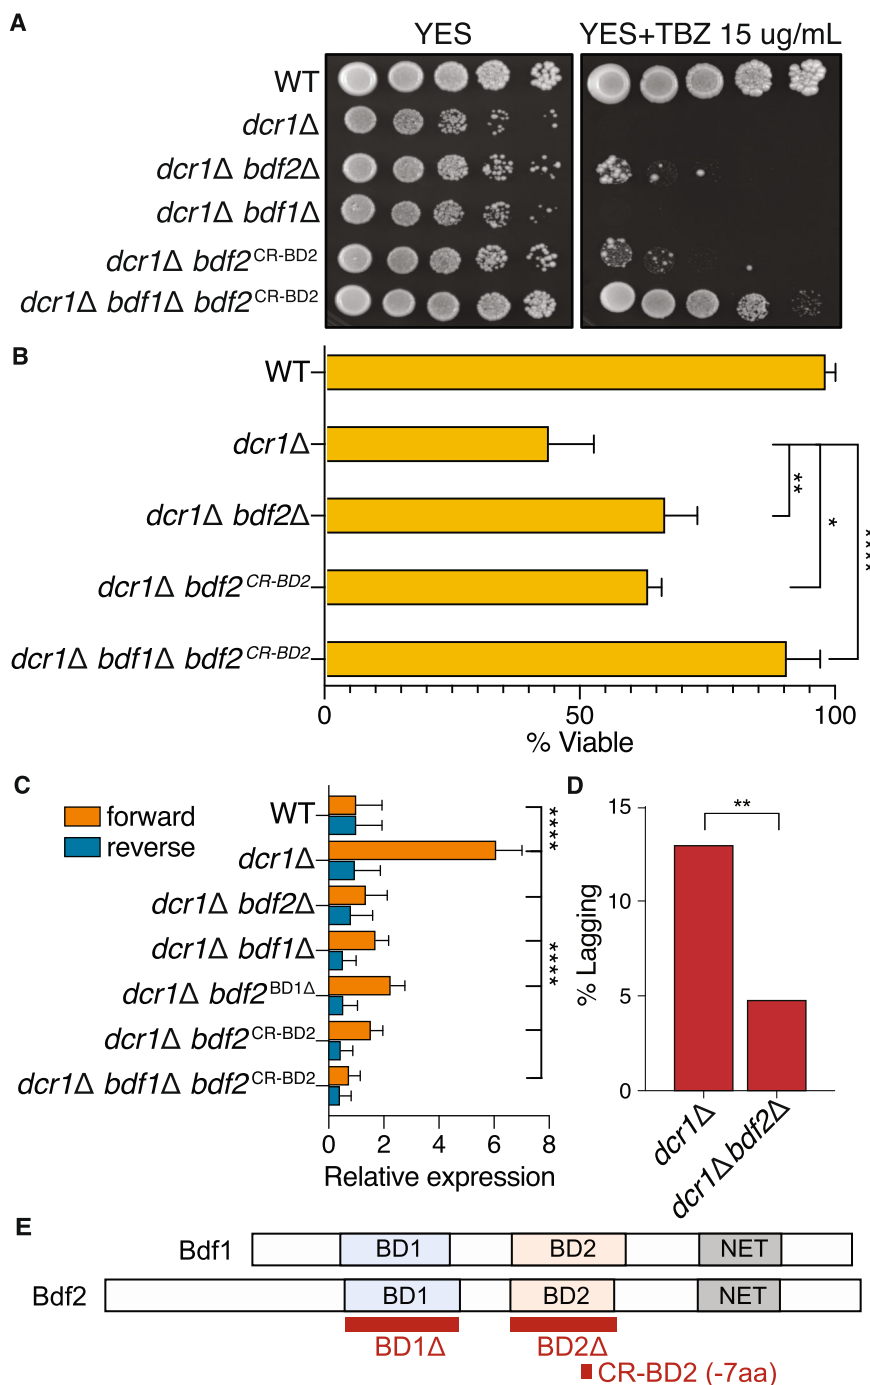 A
YES
YES+TBZ 15 ug/mL
WT
dcr1Δ
dcr1Δ bdf2Δ
dcr1Δ bdf1Δ
dcr1Δ bdf2CR-BD2
dcr1Δ bdf1Δ bdf2CR-BD2
B
WT
dcr1Δ
dcr1Δ bdf2Δ
dcr1Δ bdf2CR-BD2
dcr1Δ bdf1Δ bdf2CR-BD2
**
*
****
0 50 100
% Viable
C
forward
reverse
WT
dcr1Δ
dcr1Δ bdf2Δ
dcr1Δ bdf1Δ
dcr1Δ bdf2BD1Δ
dcr1Δ bdf2CR-BD2
dcr1Δ bdf1Δ bdf2CR-BD2
****
****
0 2 4 6 8
Relative expression
D
**
15
10
5
0
% Lagging
dcr1Δ
dcr1Δbdf2Δ
E
Bdf1 BD1 BD2 NET
Bdf2 BD1 BD2 NET
BD1Δ BD2Δ
CR-BD2 (-7aa)